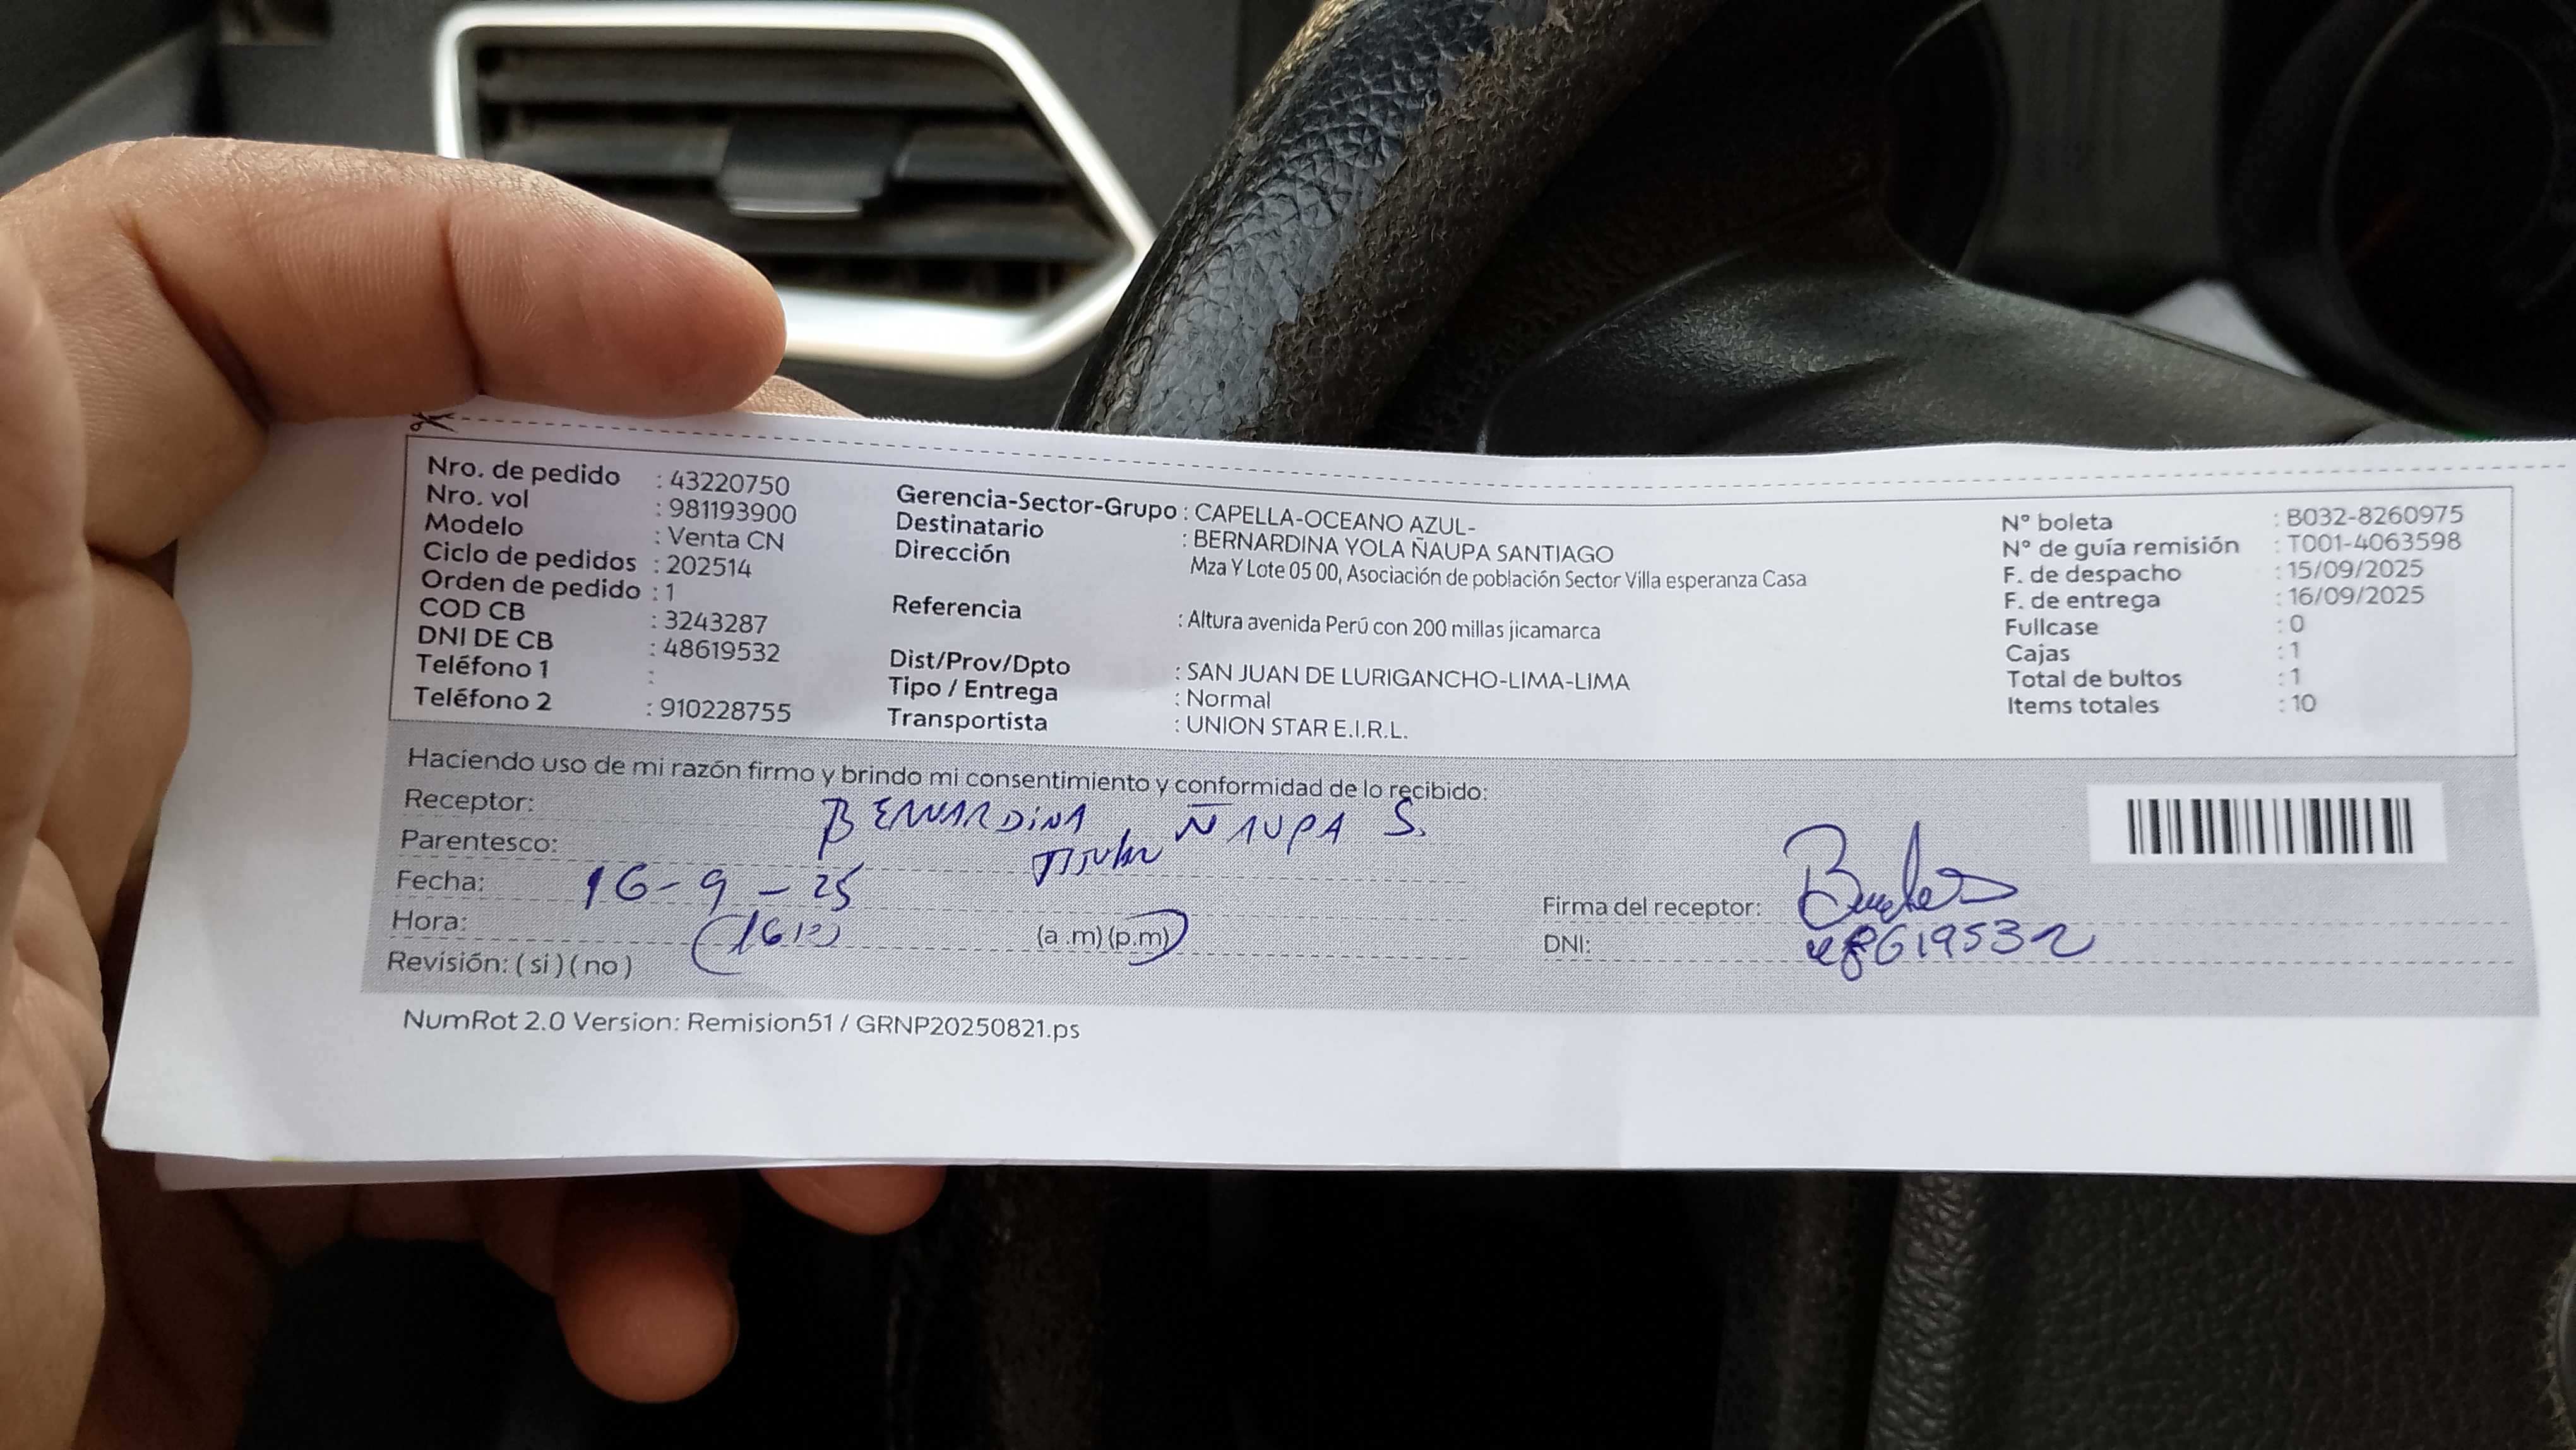 Nro. de pedido : 43220750
Nro. vol : 981193900
Modelo : Venta CN
Ciclo de pedidos : 202514
Orden de pedido : 1
COD CB : 3243287
DNI DE CB : 48619532
Teléfono 1 :
Teléfono 2 : 910228755
Gerencia-Sector-Grupo : CAPELLA-OCEANO AZUL-
Destinatario : BERNARDINA YOLA ÑAUPA SANTIAGO
Dirección Mza Y Lote 05 00, Asociación de población Sector Villa esperanza Casa
Referencia : Altura avenida Perú con 200 millas jicamarca
Dist/Prov/Dpto : SAN JUAN DE LURIGANCHO-LIMA-LIMA
Tipo / Entrega : Normal
Transportista : UNION STAR E.I.R.L.
N° boleta : B032-8260975
N° de guía remisión : T001-4063598
F. de despacho : 15/09/2025
F. de entrega : 16/09/2025
Fullcase : 0
Cajas : 1
Total de bultos : 1
Items totales : 10
Haciendo uso de mi razón firmo y brindo mi consentimiento y conformidad de lo recibido:
Receptor: BERNARDINA ÑAUPA S.
Parentesco: Titular
Fecha: 16-9-25
Hora: (a .m) (p.m)
Revisión: ( si ) ( no )
Firma del receptor:
DNI: 48619532
NumRot 2.0 Version: Remision51 / GRNP20250821.ps